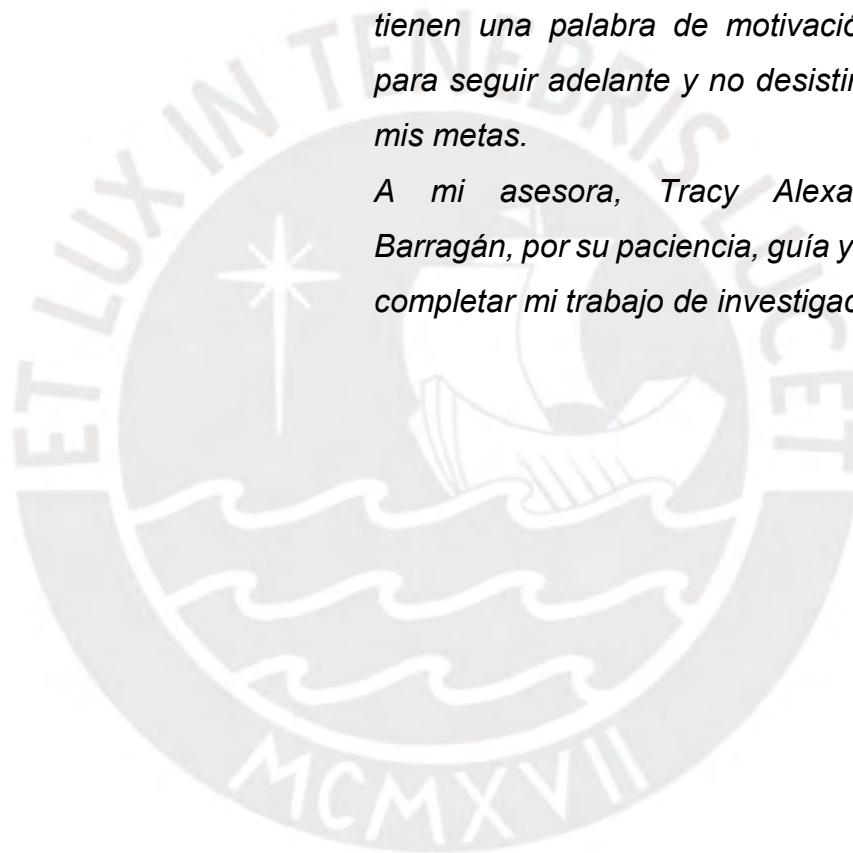 tienen una palabra de motivació
para seguir adelante y no desistir
mis metas.
A mi asesora, Tracy Alexa
Barragán, por su paciencia, guía y
completar mi trabajo de investigac
ET LUX IN TENEBRIS LUCET
MCMXVII